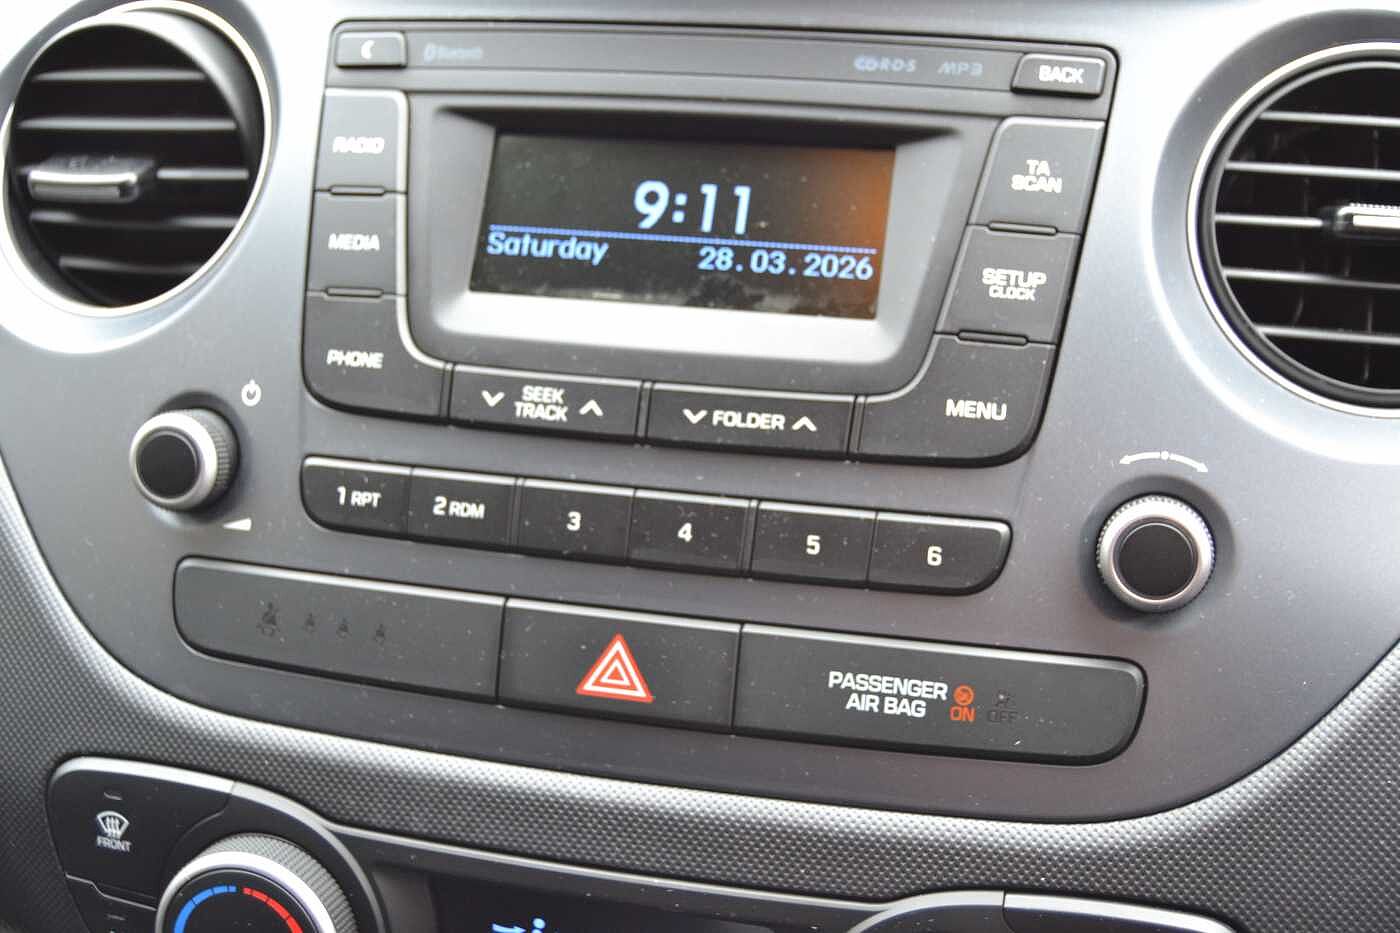 Bluetooth
CD·RDS MP3
BACK
RADIO
MEDIA
PHONE
9:11
Saturday 28.03.2026
TA
SCAN
SETUP
CLOCK
MENU
SEEK
TRACK
FOLDER
1 RPT
2 RDM
3
4
5
6
PASSENGER
AIR BAG
ON
OFF
FRONT